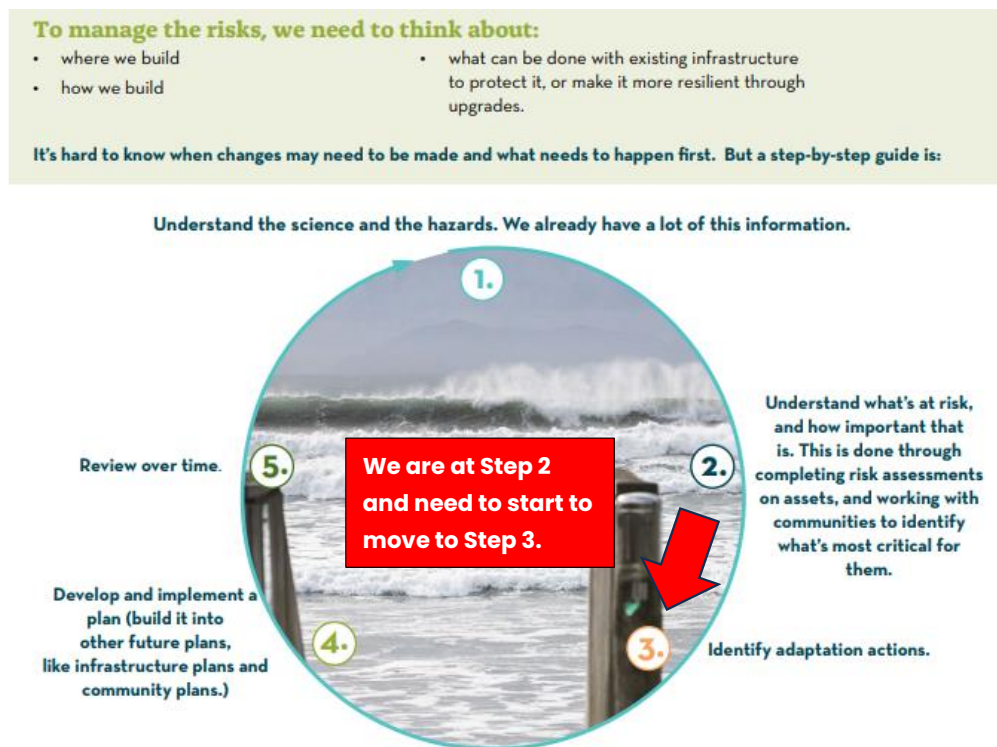 To manage the risks, we need to think about:
• where we build
• how we build
• what can be done with existing infrastructure
to protect it, or make it more resilient through
upgrades.
It's hard to know when changes may need to be made and what needs to happen first.  But a step-by-step guide is:
Understand the science and the hazards. We already have a lot of this information.
1.
2.
Understand what's at risk,
and how important that
is. This is done through
completing risk assessments
on assets, and working with
communities to identify
what's most critical for
them.
We are at Step 2
and need to start to
move to Step 3.
3.
Identify adaptation actions.
4.
Develop and implement a
plan (build it into
other future plans,
like infrastructure plans and
community plans.)
5.
Review over time.